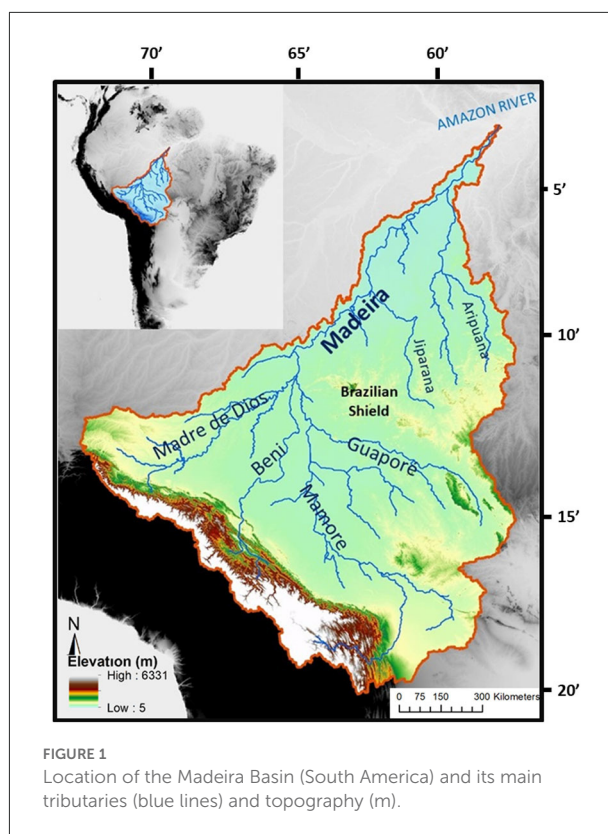 70’ 65’ 60’
AMAZON RIVER
5’
Madeira
Aripuana
10’
Jiparana
Brazilian
Shield
Madre de Dios
Beni
Guaporé
Mamore
15’
N
Elevation (m)
High : 6331
Low : 5
0 75 150 300 Kilometers
20’
FIGURE 1
Location of the Madeira Basin (South America) and its main
tributaries (blue lines) and topography (m).